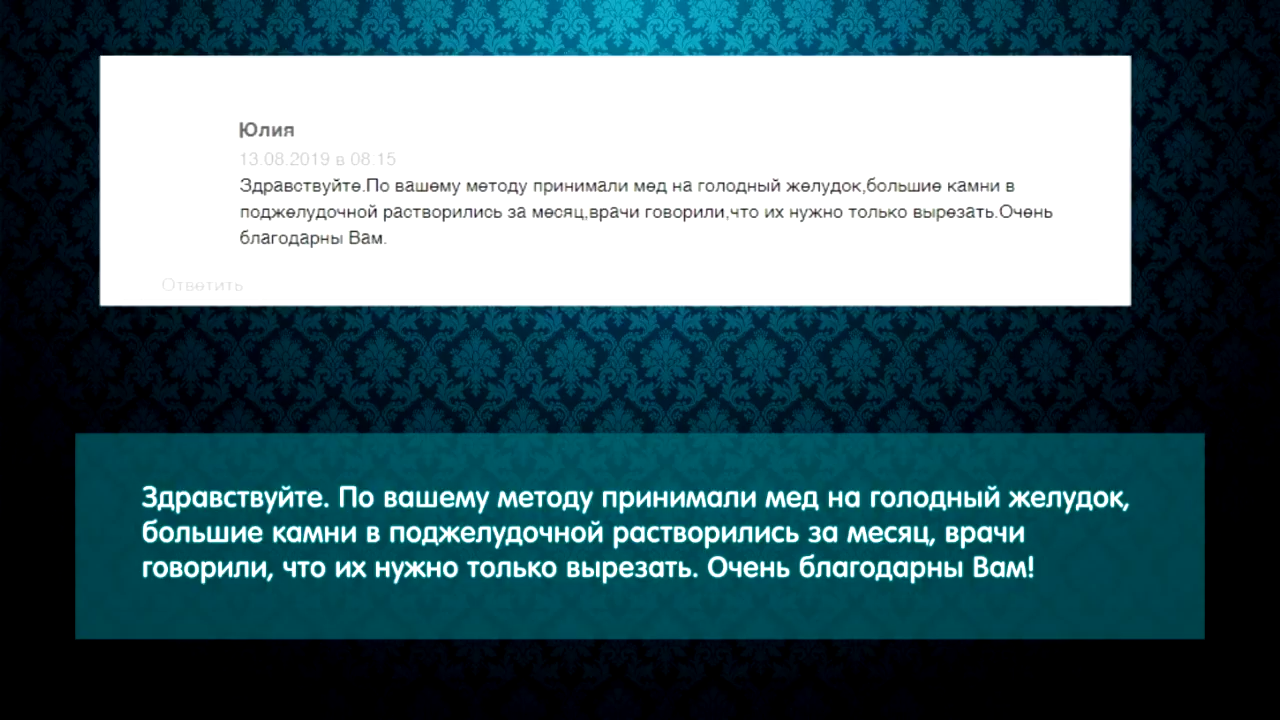 Юлия
13.08.2019 в 08:15
Здравствуйте.По вашему методу принимали мед на голодный желудок,большие камни в
поджелудочной растворились за месяц,врачи говорили,что их нужно только вырезать.Очень
благодарны Вам.
Ответить
Здравствуйте. По вашему методу принимали мед на голодный желудок,
большие камни в поджелудочной растворились за месяц, врачи
говорили, что их нужно только вырезать. Очень благодарны Вам!